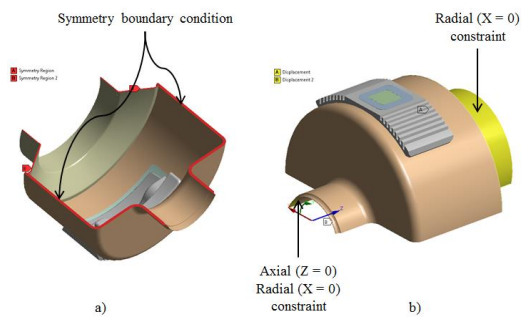 Symmetry boundary condition
A Symmetry Region
B Symmetry Region 2
a)
Radial (X = 0)
constraint
A Displacement
B Displacement 2
A
Z
B
Axial (Z = 0)
Radial (X = 0)
constraint
b)